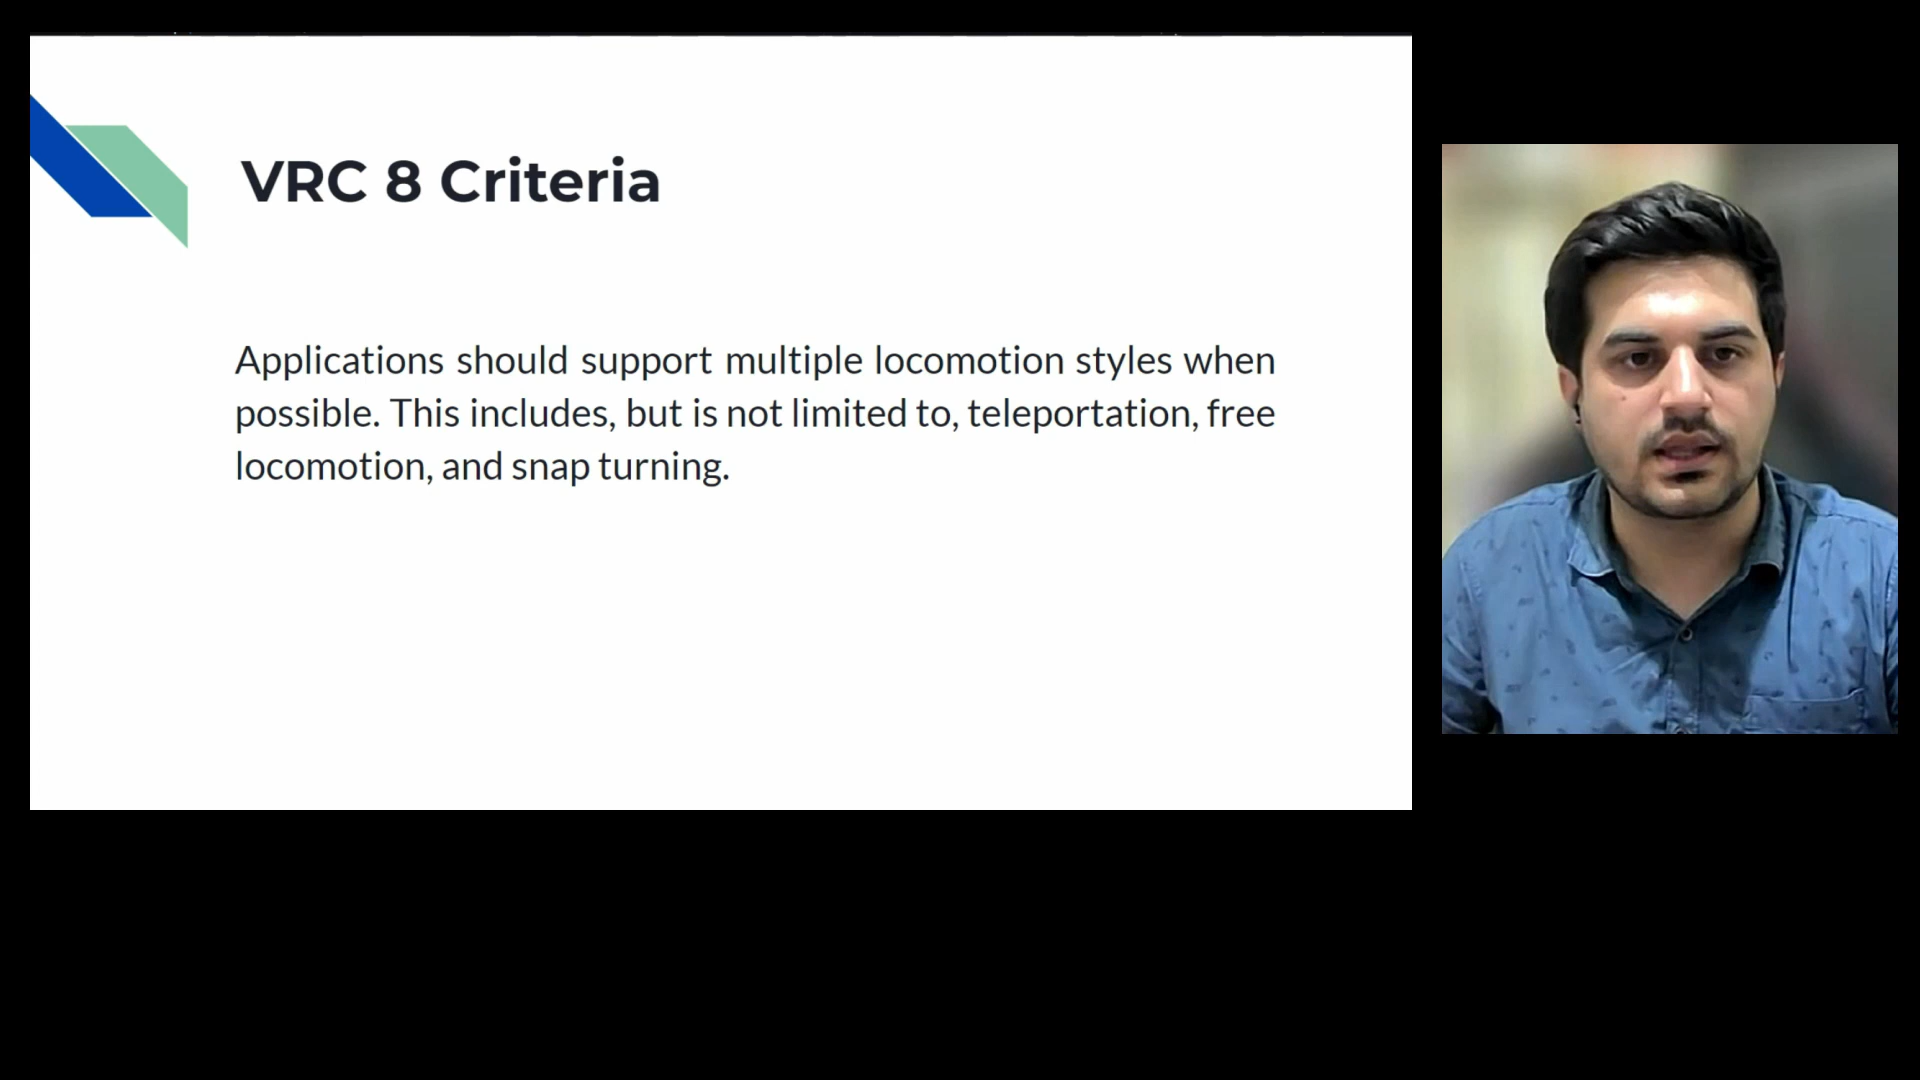 VRC 8 Criteria
Applications should support multiple locomotion styles when
possible. This includes, but is not limited to, teleportation, free
locomotion, and snap turning.